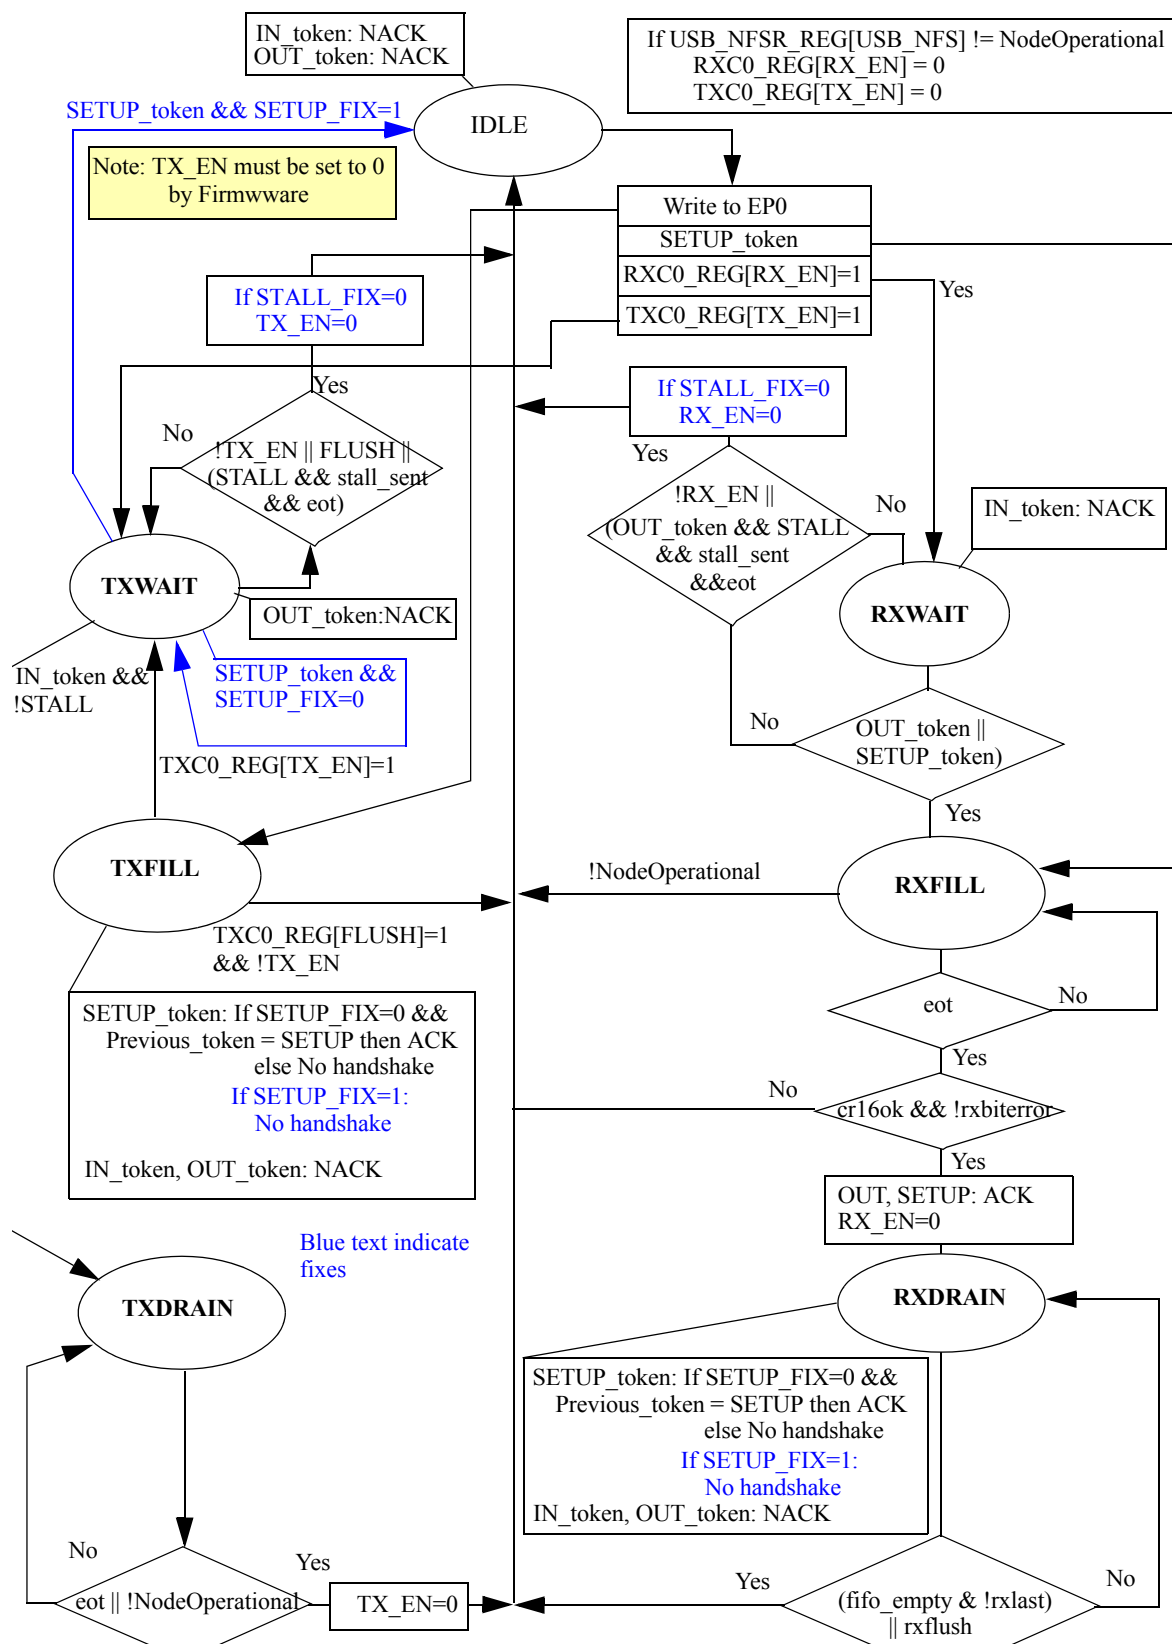 IN_token: NACK
OUT_token: NACK
If USB_NFSR_REG[USB_NFS] != NodeOperational
RXC0_REG[RX_EN] = 0
TXC0_REG[TX_EN] = 0
SETUP_token && SETUP_FIX=1
IDLE
Note: TX_EN must be set to 0
by Firmwware
Write to EP0
SETUP_token
RXC0_REG[RX_EN]=1
TXC0_REG[TX_EN]=1
Yes
If STALL_FIX=0
TX_EN=0
Yes
No
!TX_EN || FLUSH ||
(STALL && stall_sent
&& eot)
If STALL_FIX=0
RX_EN=0
Yes
!RX_EN ||
(OUT_token && STALL
&& stall_sent
&&eot
No
IN_token: NACK
TXWAIT
OUT_token:NACK
RXWAIT
IN_token &&
!STALL
SETUP_token &&
SETUP_FIX=0
No
OUT_token ||
SETUP_token)
TXC0_REG[TX_EN]=1
Yes
TXFILL
!NodeOperational
RXFILL
TXC0_REG[FLUSH]=1
&& !TX_EN
eot
No
Yes
SETUP_token: If SETUP_FIX=0 &&
Previous_token = SETUP then ACK
else No handshake
If SETUP_FIX=1:
No handshake
IN_token, OUT_token: NACK
No
cr16ok && !rxbiterror
Yes
OUT, SETUP: ACK
RX_EN=0
Blue text indicate
fixes
TXDRAIN
RXDRAIN
SETUP_token: If SETUP_FIX=0 &&
Previous_token = SETUP then ACK
else No handshake
If SETUP_FIX=1:
No handshake
IN_token, OUT_token: NACK
No
eot || !NodeOperational
Yes
TX_EN=0
Yes
(fifo_empty & !rxlast)
|| rxflush
No